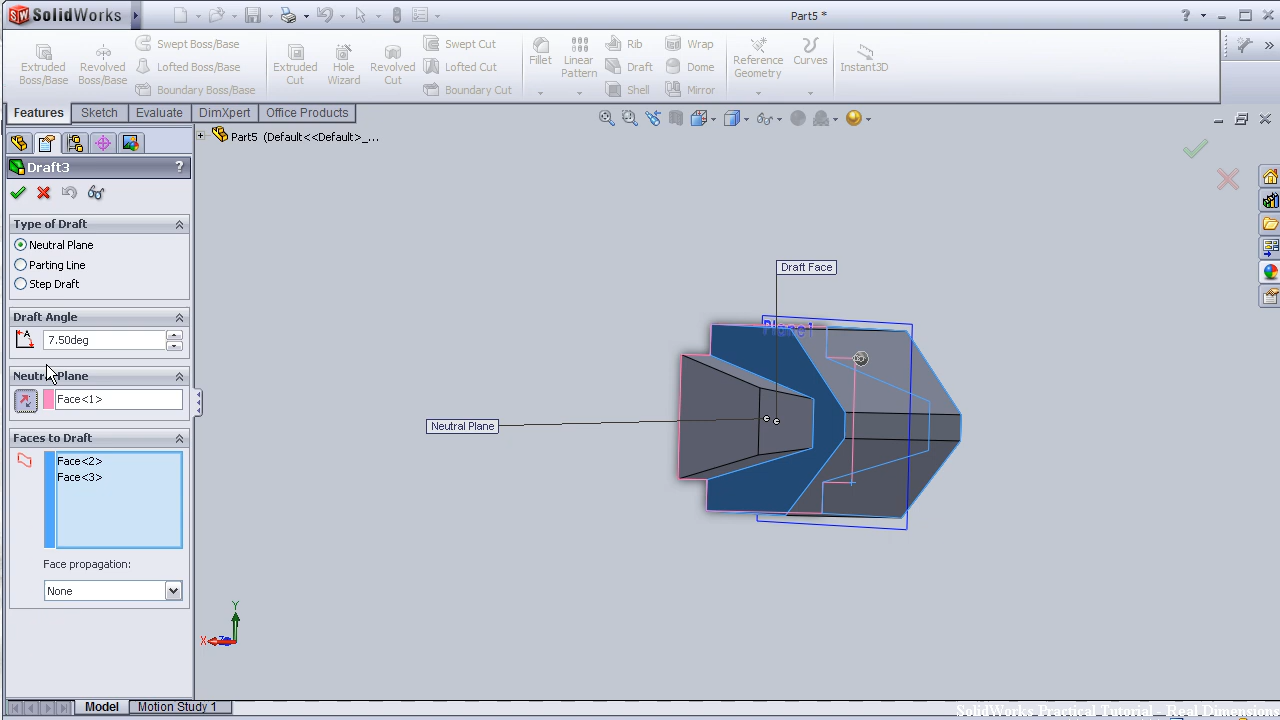 SolidWorks
Part5 *
Extruded Boss/Base
Revolved Boss/Base
Swept Boss/Base
Lofted Boss/Base
Boundary Boss/Base
Extruded Cut
Hole Wizard
Revolved Cut
Swept Cut
Lofted Cut
Boundary Cut
Fillet
Linear Pattern
Rib
Draft
Shell
Wrap
Dome
Mirror
Reference Geometry
Curves
Instant3D
Features
Sketch
Evaluate
DimXpert
Office Products
Part5 (Default<<Default>_...
Draft3
?
Type of Draft
Neutral Plane
Parting Line
Step Draft
Draft Angle
7.50deg
Neutral Plane
Face<1>
Faces to Draft
Face<2>
Face<3>
Face propagation:
None
Draft Face
Plane1
Neutral Plane
Y
X
Z
Model
Motion Study 1
SolidWorks Practical Tutorial - Real Dimensions